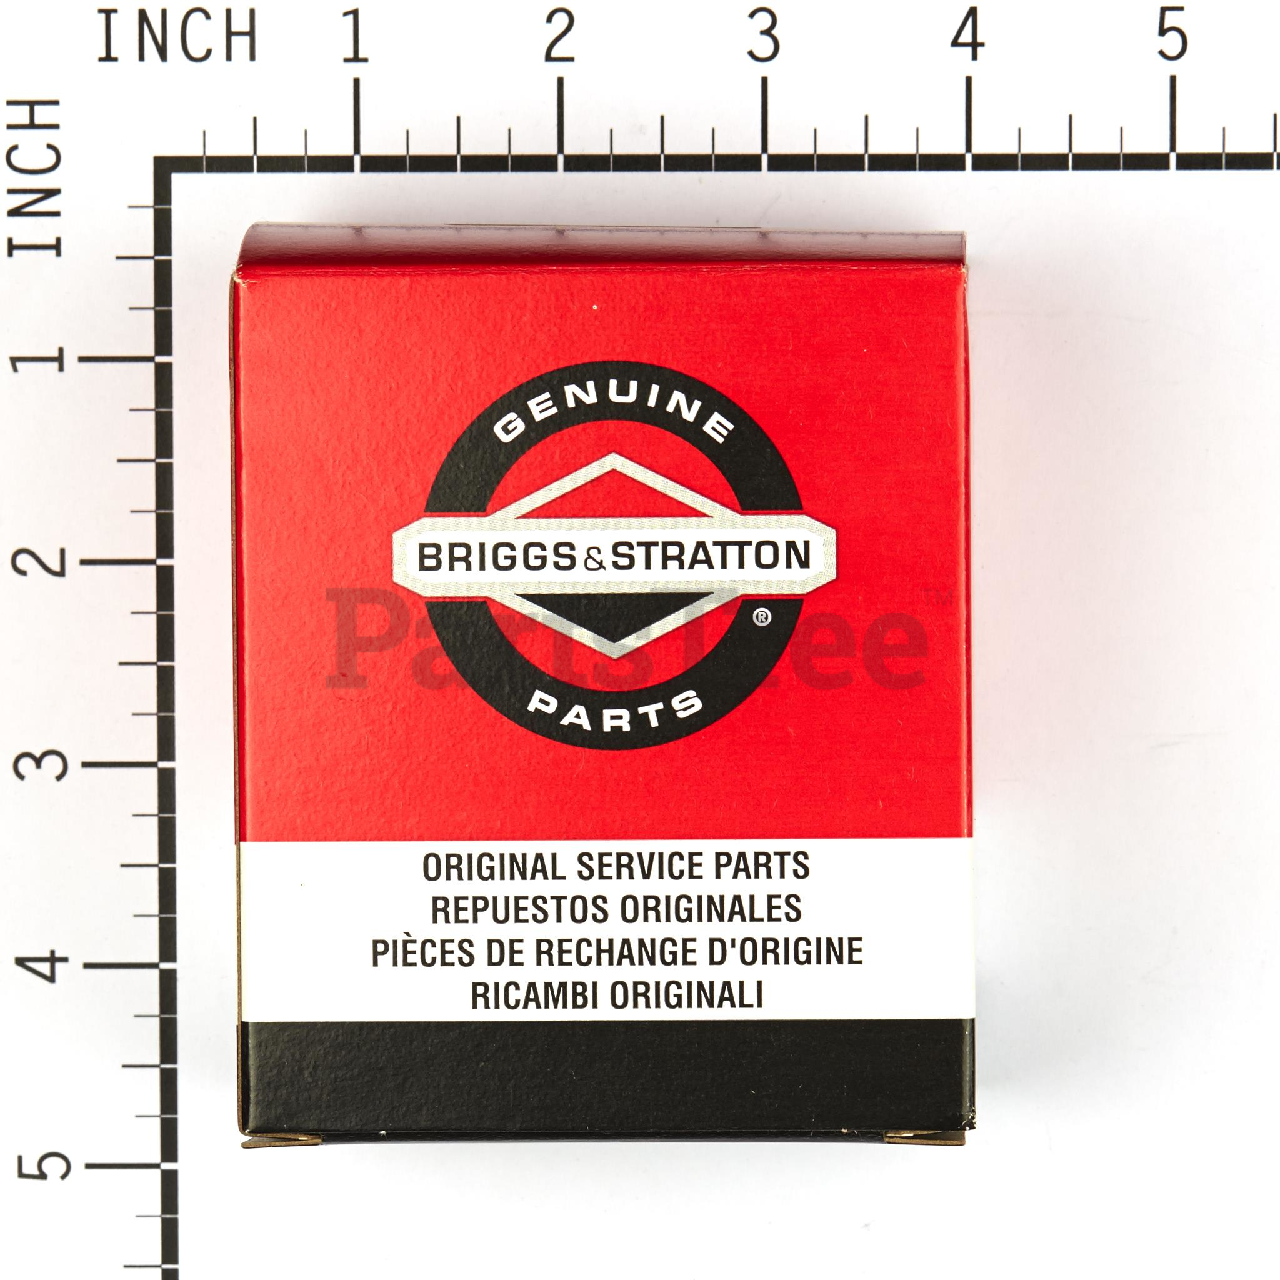 INCH 1 2 3 4 5
INCH
1
2
3
4
5
GENUINE
BRIGGS & STRATTON
®
PARTS
PartsTree™
ORIGINAL SERVICE PARTS
REPUESTOS ORIGINALES
PIÈCES DE RECHANGE D'ORIGINE
RICAMBI ORIGINALI